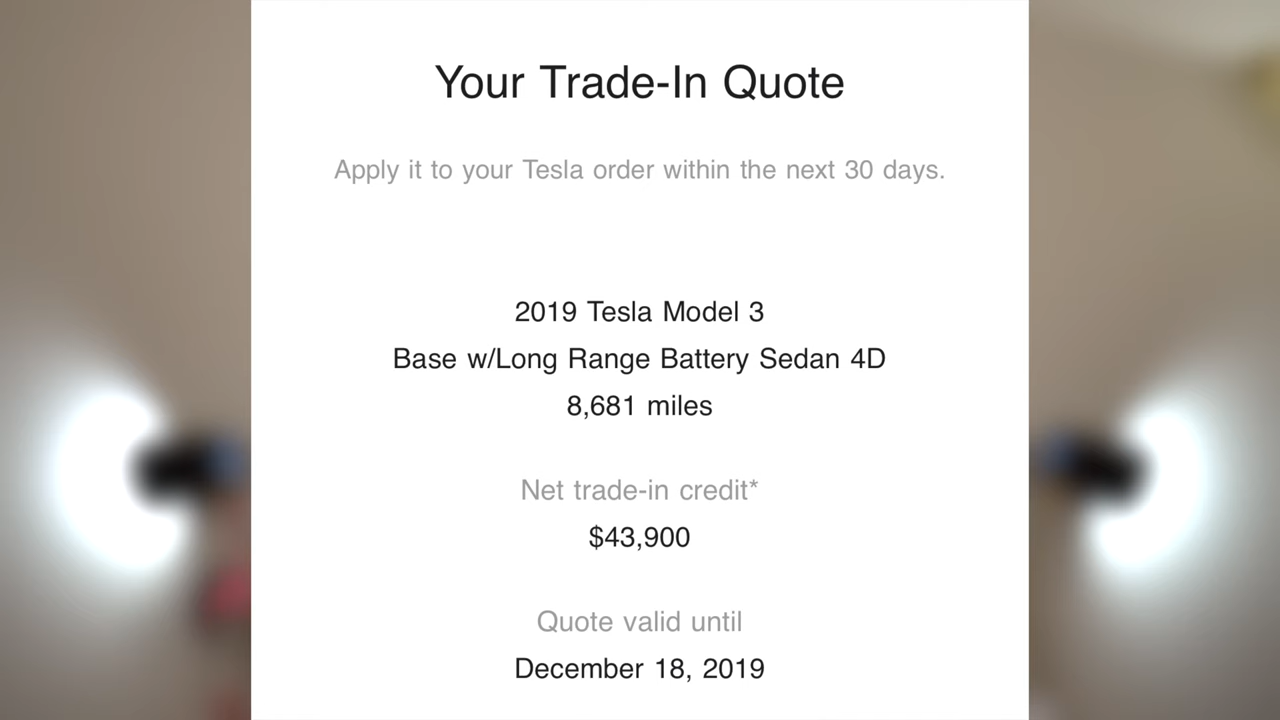 Your Trade-In Quote
Apply it to your Tesla order within the next 30 days.
2019 Tesla Model 3
Base w/Long Range Battery Sedan 4D
8,681 miles
Net trade-in credit*
$43,900
Quote valid until
December 18, 2019